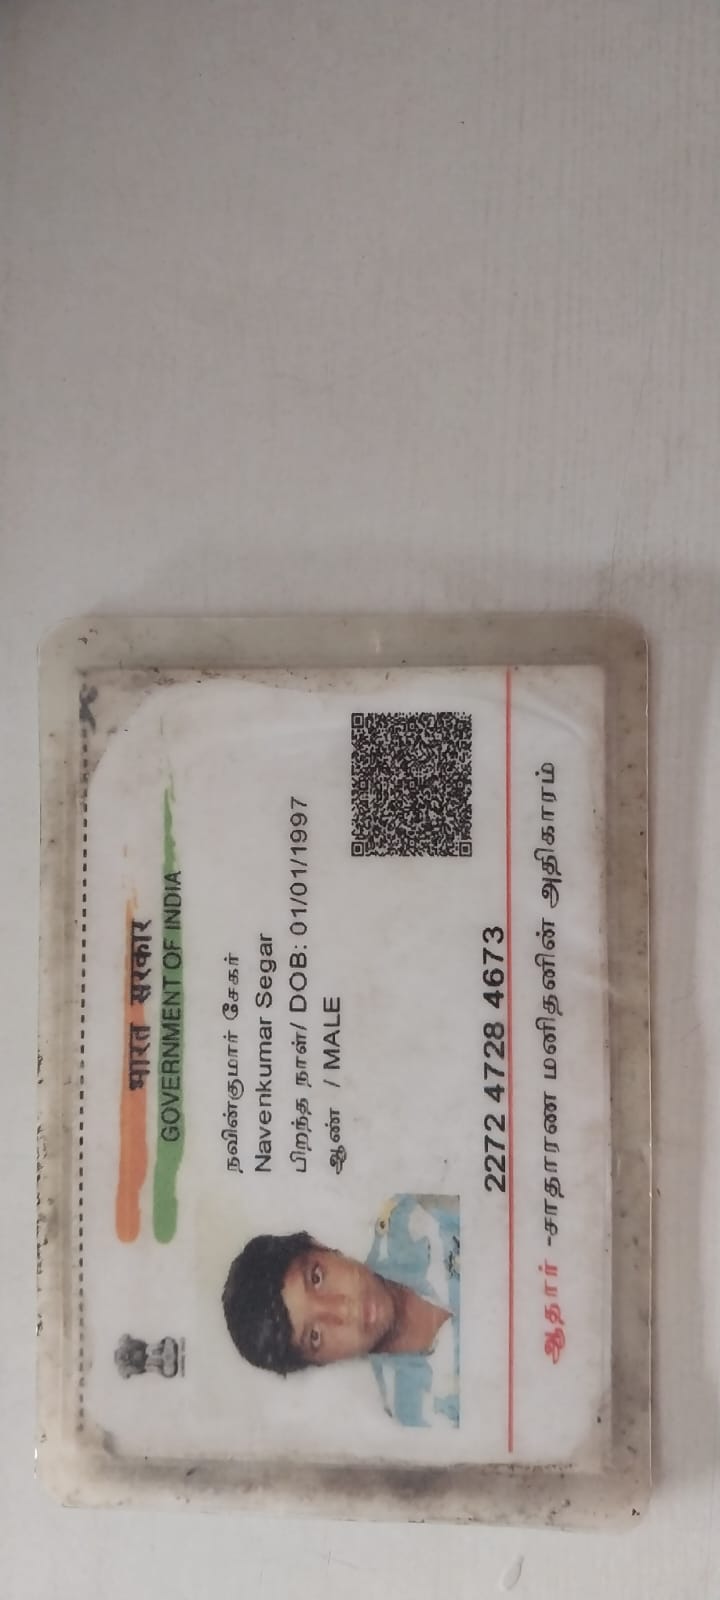 भारत सरकार
GOVERNMENT OF INDIA
நவின்குமார் சேகர்
Navenkumar Segar
பிறந்த நாள்/ DOB: 01/01/1997
ஆண் / MALE
2272 4728 4673
ஆதார் -சாதாரண மனிதனின் அதிகாரம்